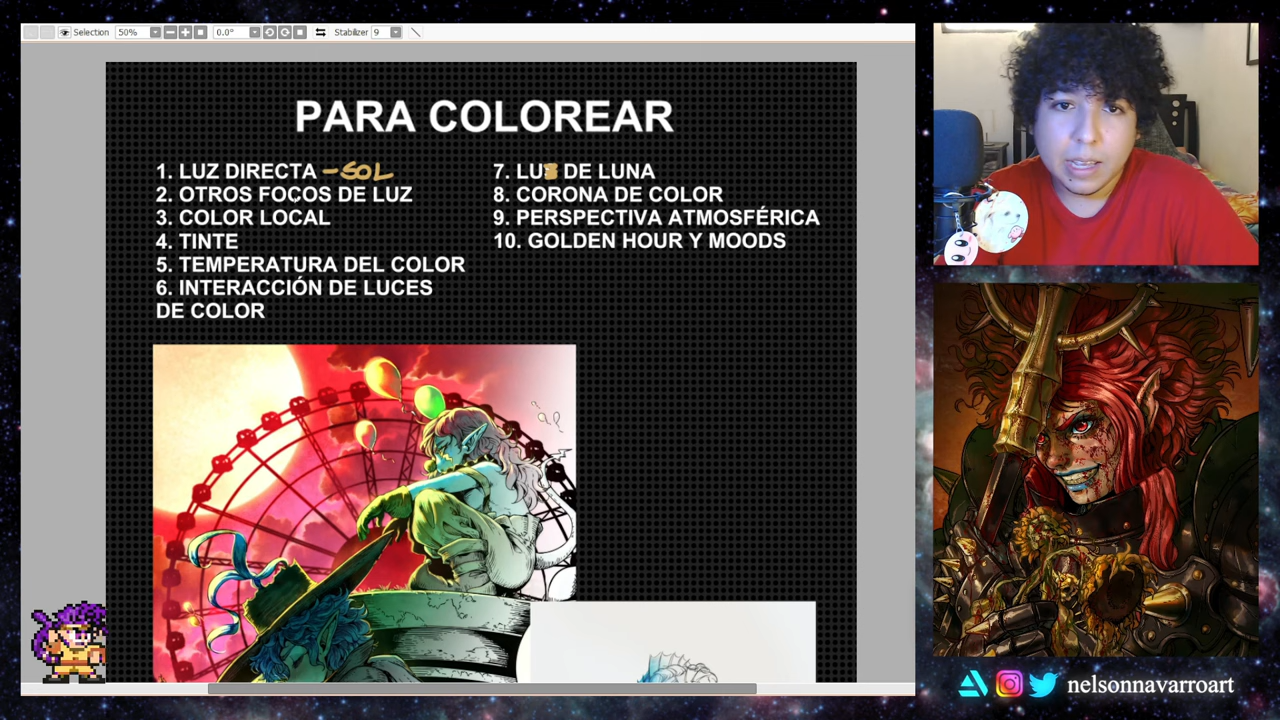 Selection 50% 0.0° Stabilizer 9
PARA COLOREAR
1. LUZ DIRECTA - SOL
2. OTROS FOCOS DE LUZ
3. COLOR LOCAL
4. TINTE
5. TEMPERATURA DEL COLOR
6. INTERACCIÓN DE LUCES
DE COLOR
7. LUZ DE LUNA
8. CORONA DE COLOR
9. PERSPECTIVA ATMOSFÉRICA
10. GOLDEN HOUR Y MOODS
nelsonnavarroart